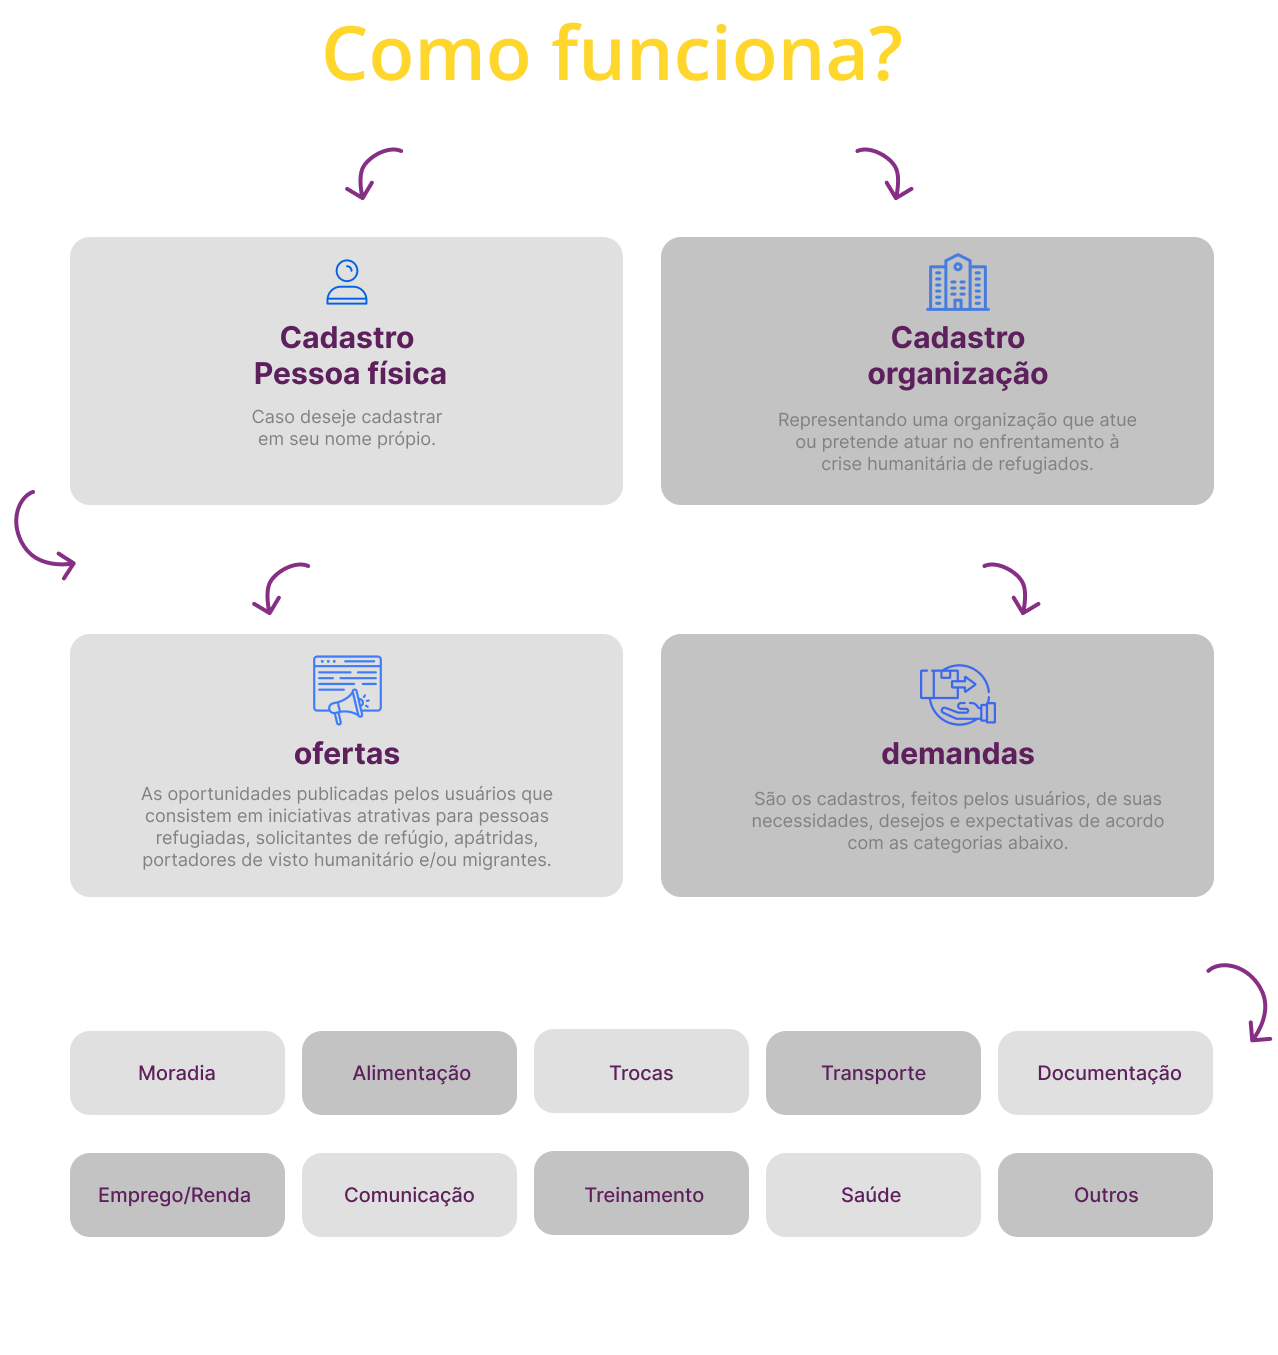 Como funciona?
Cadastro
Pessoa física
Caso deseje cadastrar
em seu nome própio.
Cadastro
organização
Representando uma organização que atue
ou pretende atuar no enfrentamento à
crise humanitária de refugiados.
ofertas
As oportunidades publicadas pelos usuários que
consistem em iniciativas atrativas para pessoas
refugiadas, solicitantes de refúgio, apátridas,
portadores de visto humanitário e/ou migrantes.
demandas
São os cadastros, feitos pelos usuários, de suas
necessidades, desejos e expectativas de acordo
com as categorias abaixo.
Moradia
Alimentação
Trocas
Transporte
Documentação
Emprego/Renda
Comunicação
Treinamento
Saúde
Outros